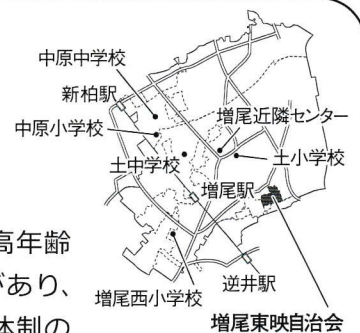 中原中学校
新柏駅
中原小学校
増尾近隣センター
土中学校
土小学校
増尾駅
増尾西小学校
逆井駅
増尾東映自治会
高年齢
があり、
体制の